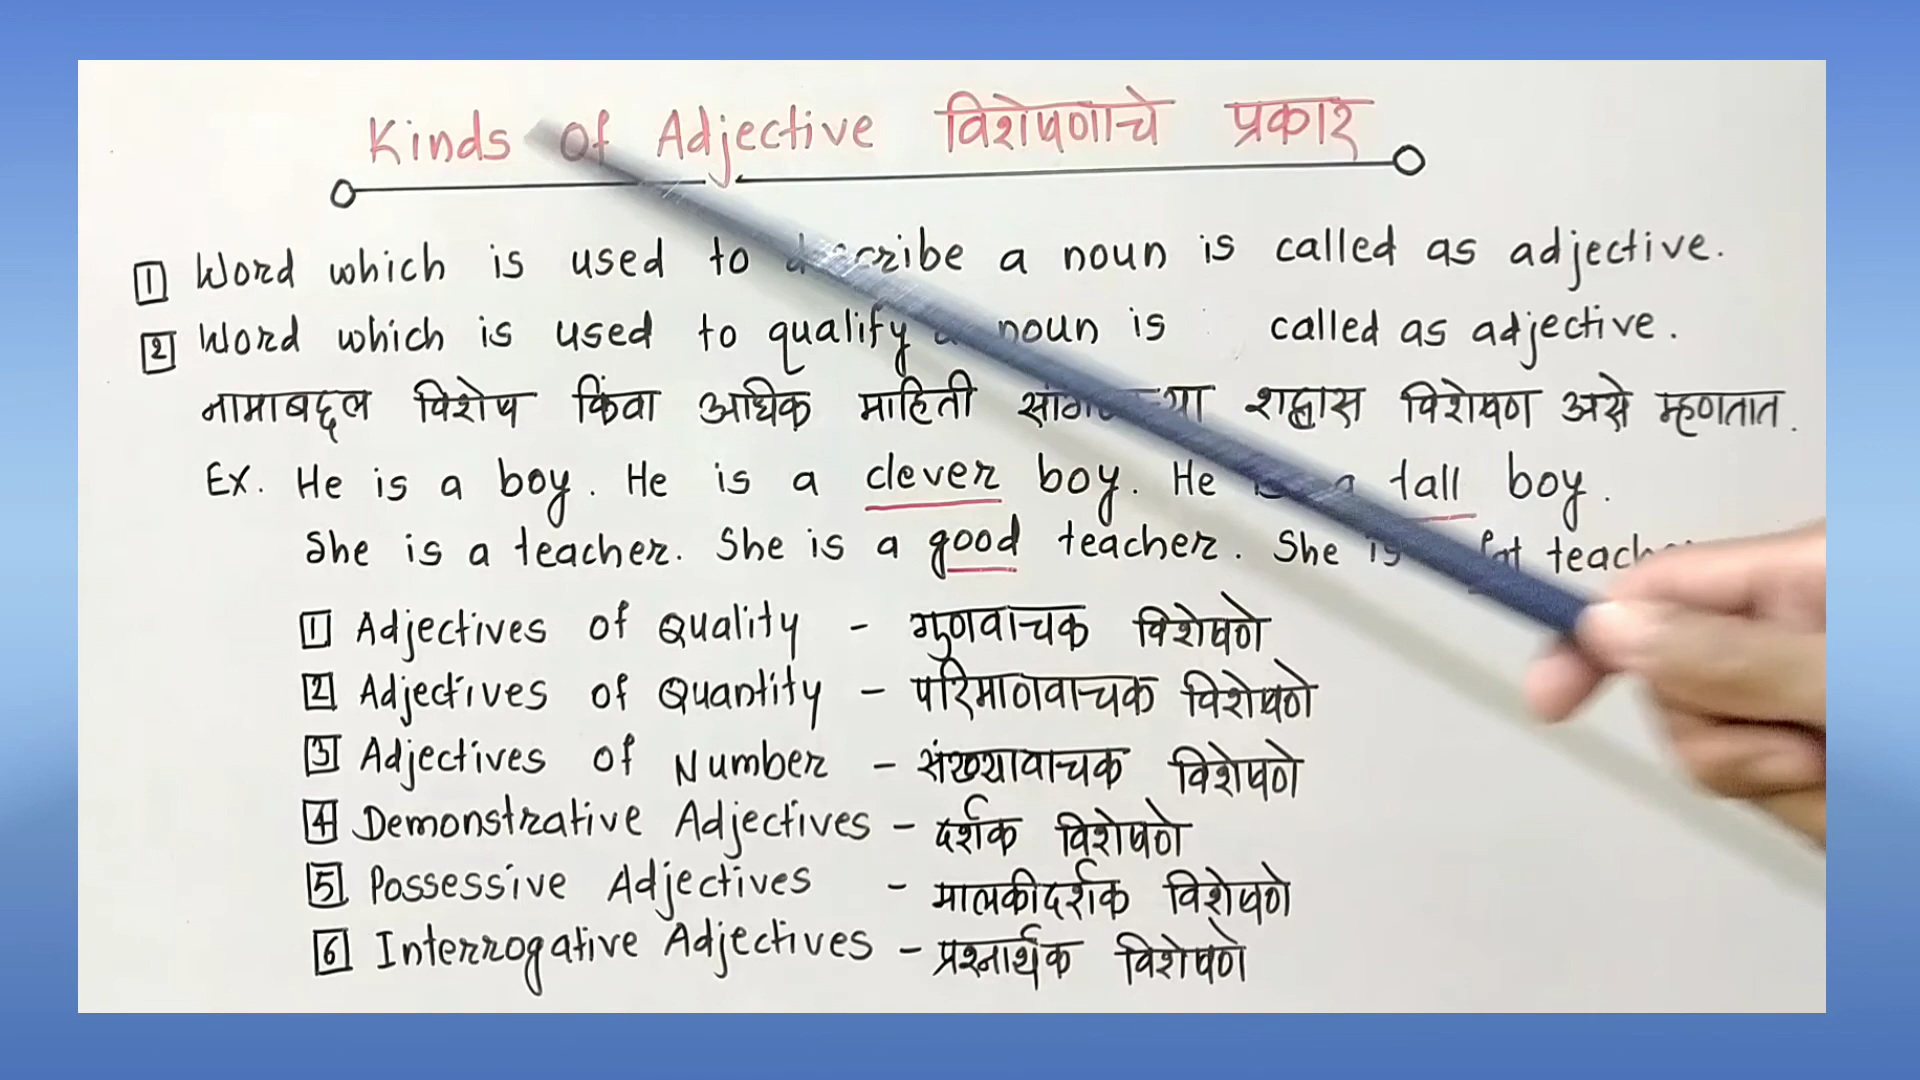 Kinds of Adjective विशेषणाचे प्रकार
1 Word which is used to describe a noun is called as adjective.
2 Word which is used to qualify a noun is called as adjective.
नामाबद्दल विशेष किंवा अधिक माहिती शब्दास विशेषण असे म्हणतात.
Ex. He is a boy. He is a clever boy. He is a tall boy.
She is a teacher. She is a good teacher. She is teacher
1 Adjectives of Quality - गुणवाचक विशेषणे
2 Adjectives of Quantity - परिमाणवाचक विशेषणे
3 Adjectives of Number - संख्यावाचक विशेषणे
4 Demonstrative Adjectives - दर्शक विशेषणे
5 Possessive Adjectives - मालकीदर्शक विशेषणे
6 Interrogative Adjectives - प्रश्नार्थक विशेषणे